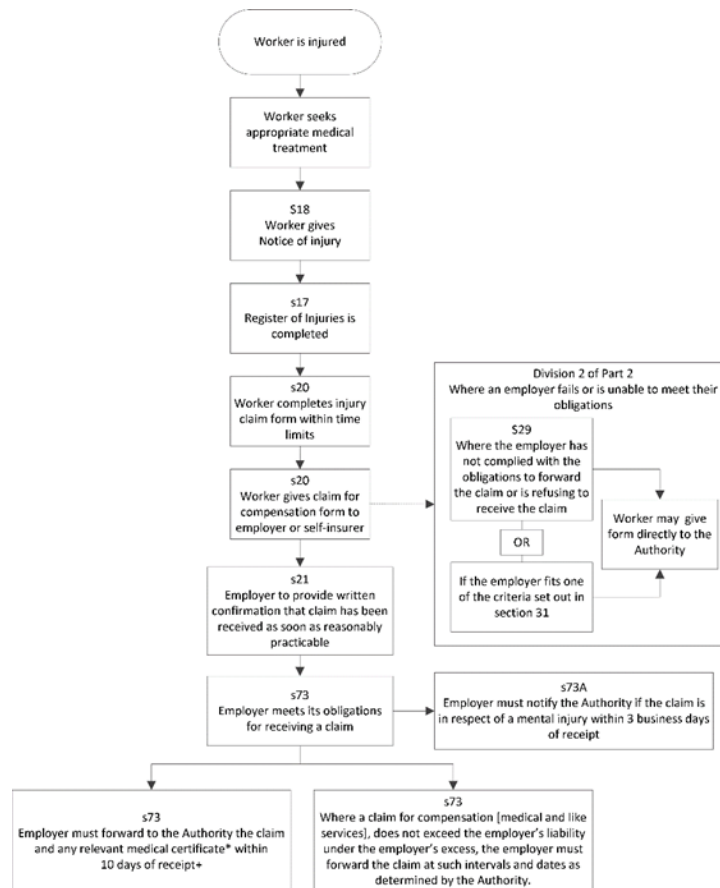 Worker is injured
Worker seeks
appropriate medical
treatment
S18
Worker gives
Notice of injury
s17
Register of Injuries is
completed
s20
Worker completes injury
claim form within time
limits
s20
Worker gives claim for
compensation form to
employer or self-insurer
Division 2 of Part 2
Where an employer fails or is unable to meet their
obligations
S29
Where the employer has
not complied with the
obligations to forward
the claim or is refusing to
receive the claim
OR
If the employer fits one
of the criteria set out in
section 31
Worker may give
form directly to the
Authority
s21
Employer to provide written
confirmation that claim has been
received as soon as reasonably
practicable
s73
Employer meets its obligations
for receiving a claim
s73A
Employer must notify the Authority if the claim is
in respect of a mental injury within 3 business days
of receipt
s73
Employer must forward to the Authority the claim
and any relevant medical certificate* within
10 days of receipt+
s73
Where a claim for compensation [medical and like
services], does not exceed the employer's liability
under the employer's excess, the employer must
forward the claim at such intervals and dates as
determined by the Authority.